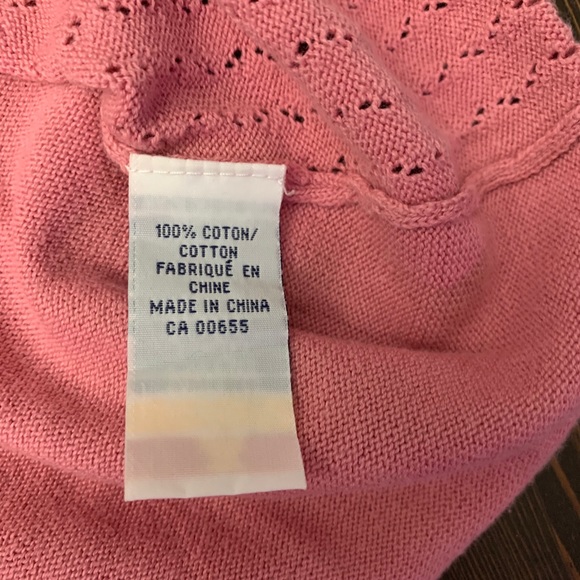 100% COTON/
COTTON
FABRIQUÉ EN
CHINE
MADE IN CHINA
CA 00655